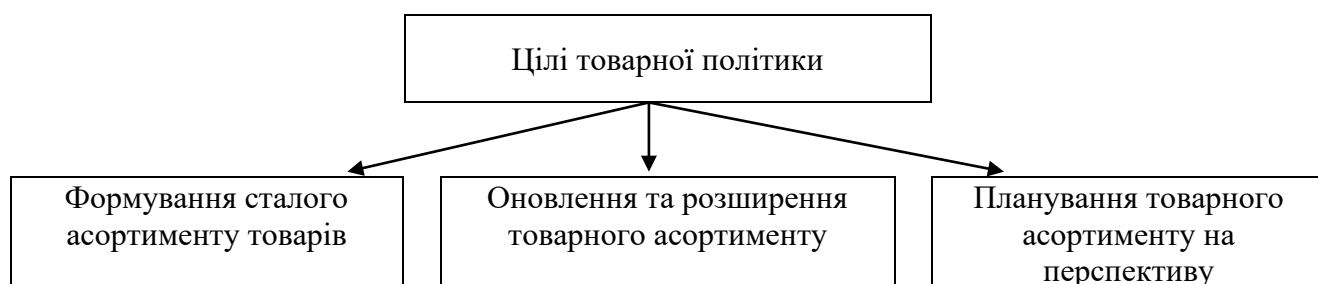 Цілі товарної політики
Формування сталого
асортименту товарів
Оновлення та розширення
товарного асортименту
Планування товарного
асортименту на
перспективу